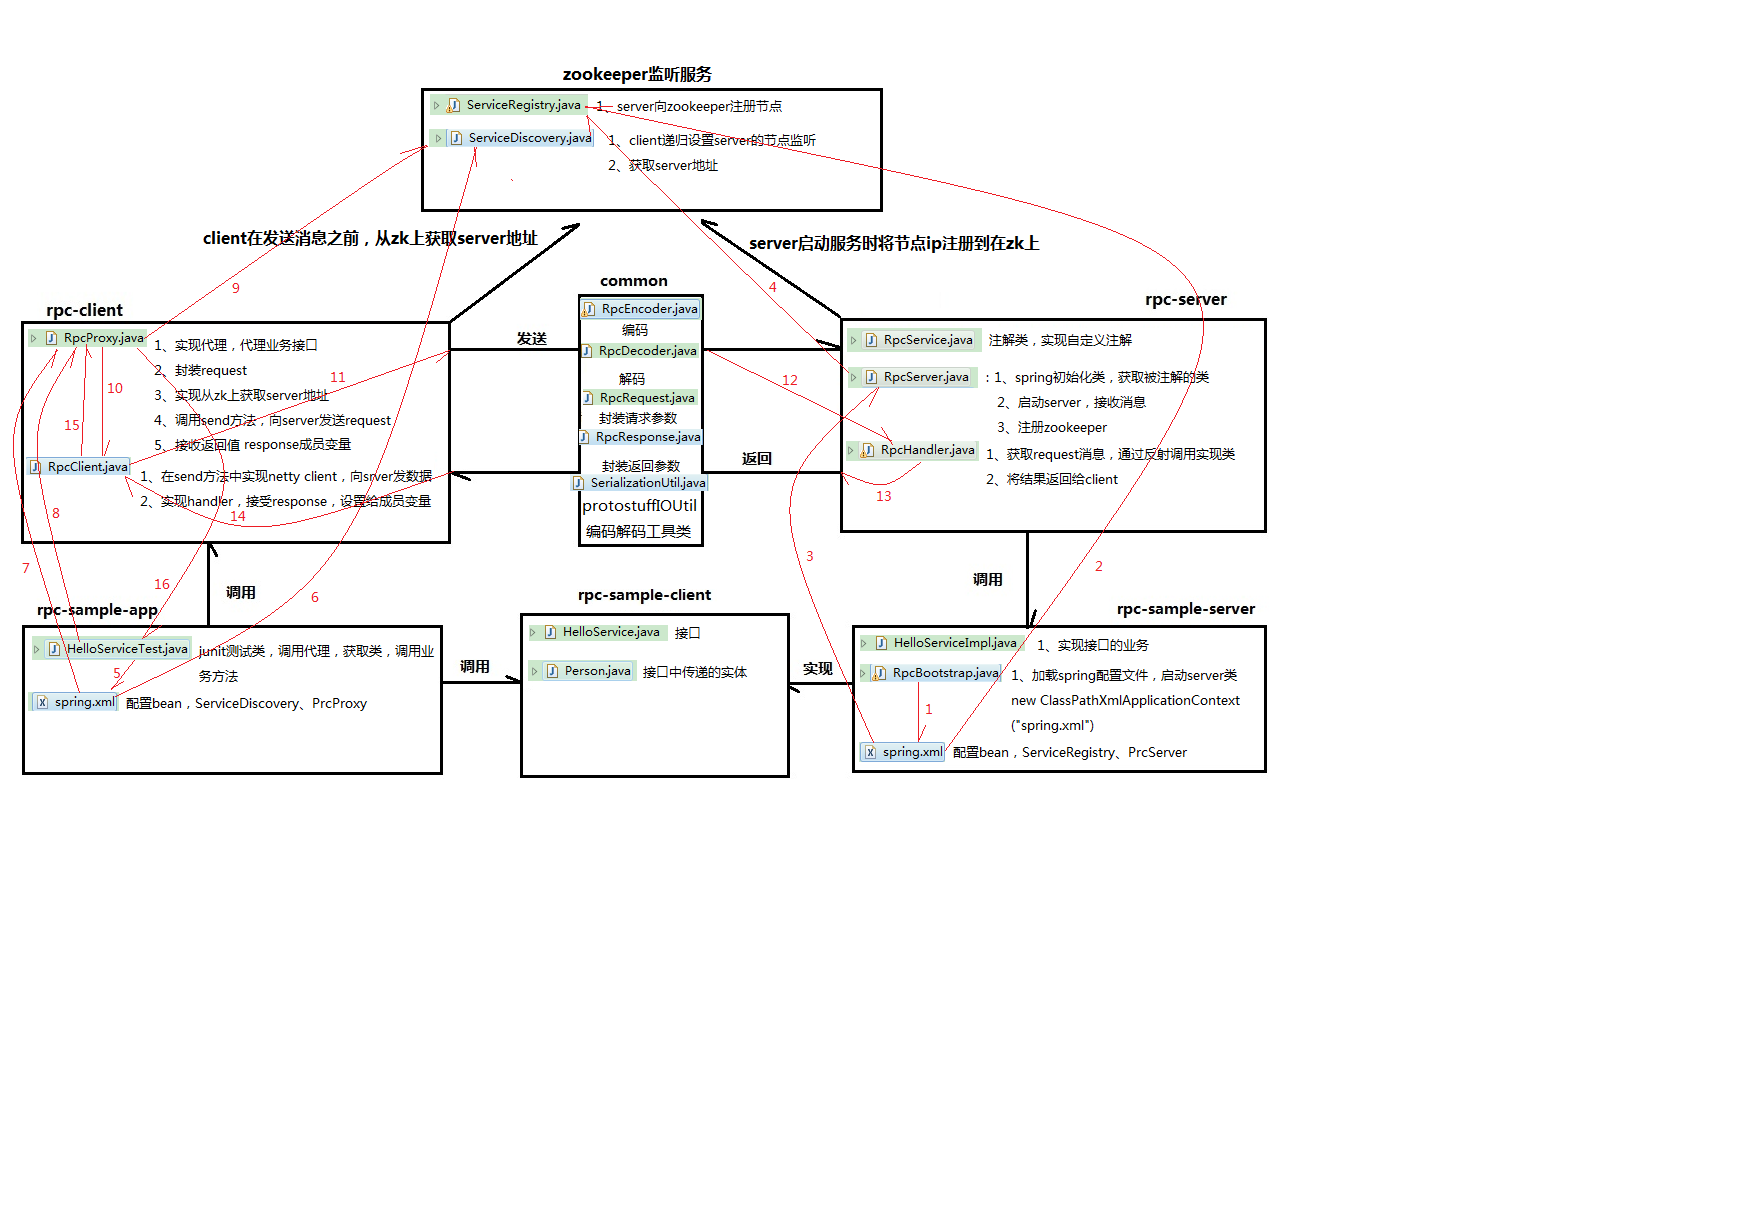 zookeeper监听服务
ServiceRegistry.java
1、server向zookeeper注册节点
ServiceDiscovery.java
1、client递归设置server的节点监听
2、获取server地址
client在发送消息之前，从zk上获取server地址
server启动服务时将节点ip注册到在zk上
9
4
rpc-client
RpcProxy.java
1、实现代理，代理业务接口
2、封装request
3、实现从zk上获取server地址
4、调用send方法，向server发送request
5、接收返回值 response成员变量
10
11
15
RpcClient.java
1、在send方法中实现netty client，向srver发数据
2、实现handler，接受response，设置给成员变量
8
14
发送
返回
common
RpcEncoder.java
编码
RpcDecoder.java
解码
RpcRequest.java
封装请求参数
RpcResponse.java
封装返回参数
SerializationUtil.java
protostuffIOUtil
编码解码工具类
12
13
rpc-server
RpcService.java
注解类，实现自定义注解
RpcServer.java
：1、spring初始化类，获取被注解的类
2、启动server，接收消息
3、注册zookeeper
RpcHandler.java
1、获取request消息，通过反射调用实现类
2、将结果返回给client
7
16
调用
6
3
调用
2
rpc-sample-app
HelloServiceTest.java
junit测试类，调用代理，获取类，调用业
务方法
5
spring.xml
配置bean，ServiceDiscovery、PrcProxy
调用
rpc-sample-client
HelloService.java
接口
Person.java
接口中传递的实体
实现
rpc-sample-server
HelloServiceImpl.java
1、实现接口的业务
RpcBootstrap.java
1、加载spring配置文件，启动server类
new ClassPathXmlApplicationContext
("spring.xml")
1
spring.xml
配置bean，ServiceRegistry、PrcServer